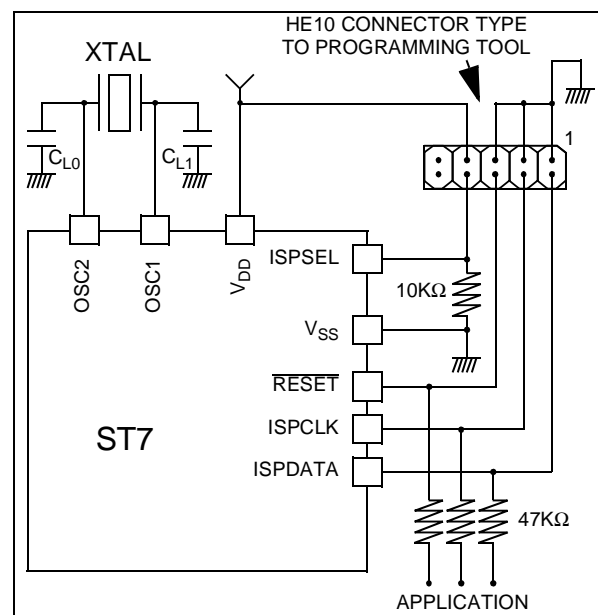 HE10 CONNECTOR TYPE
TO PROGRAMMING TOOL
XTAL
1
CL0
CL1
OSC2
OSC1
VDD
ISPSEL
10KΩ
VSS
RESET
ISPCLK
ST7
ISPDATA
47KΩ
APPLICATION